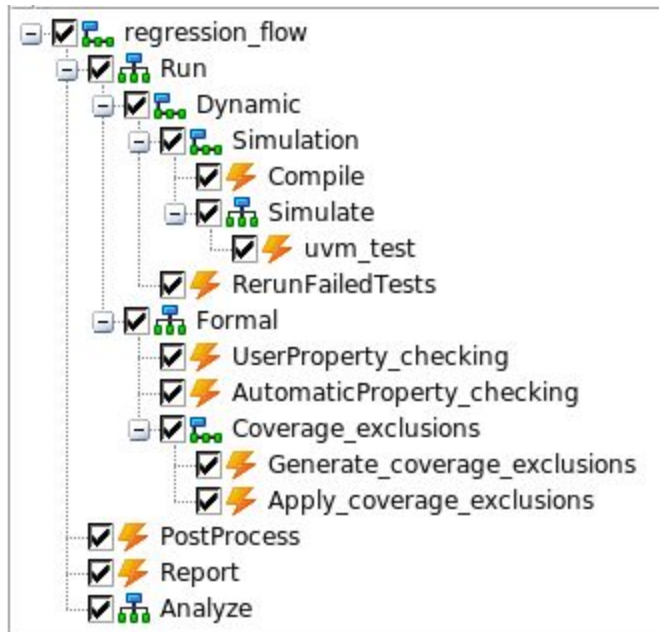 regression_flow
Run
Dynamic
Simulation
Compile
Simulate
uvm_test
RerunFailedTests
Formal
UserProperty_checking
AutomaticProperty_checking
Coverage_exclusions
Generate_coverage_exclusions
Apply_coverage_exclusions
PostProcess
Report
Analyze